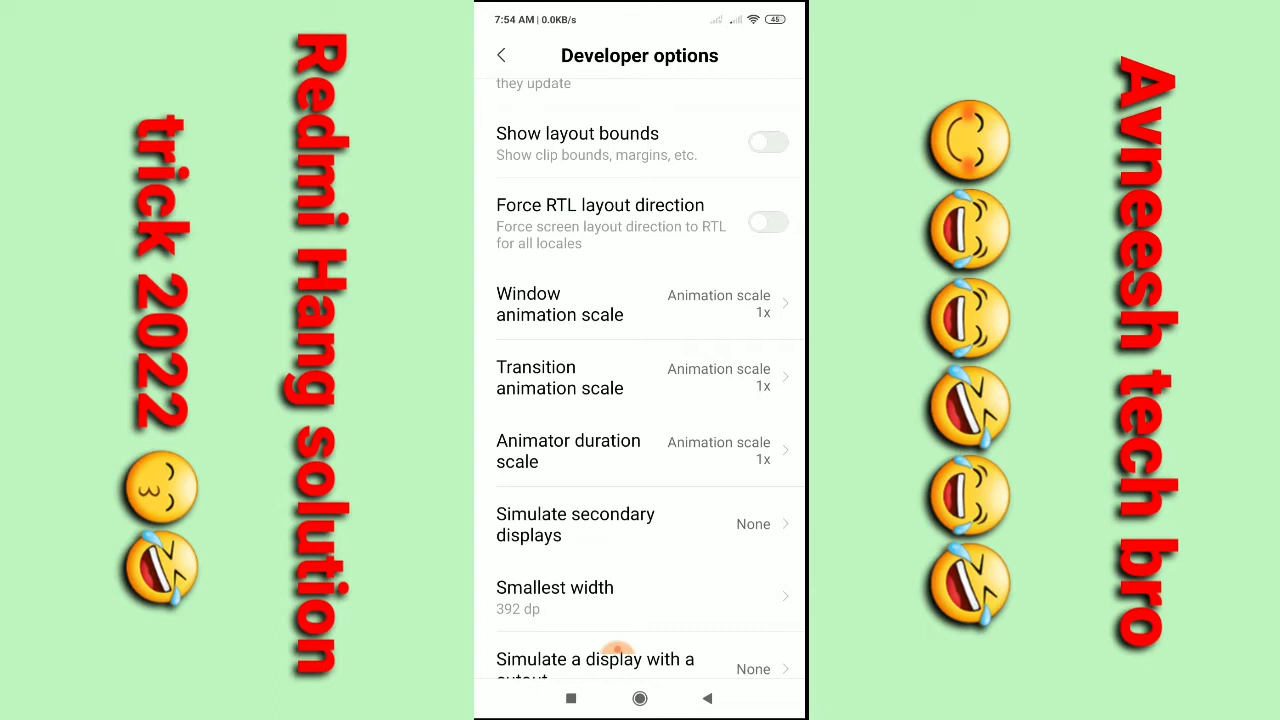 Redmi Hang solution
trick 2022
7:54 AM | 0.0KB/s
45
Developer options
they update
Show layout bounds
Show clip bounds, margins, etc.
Force RTL layout direction
Force screen layout direction to RTL
for all locales
Window
animation scale
Animation scale
1x
Transition
animation scale
Animation scale
1x
Animator duration
scale
Animation scale
1x
Simulate secondary
displays
None
Smallest width
392 dp
Simulate a display with a
cutout
None
Avneesh tech bro